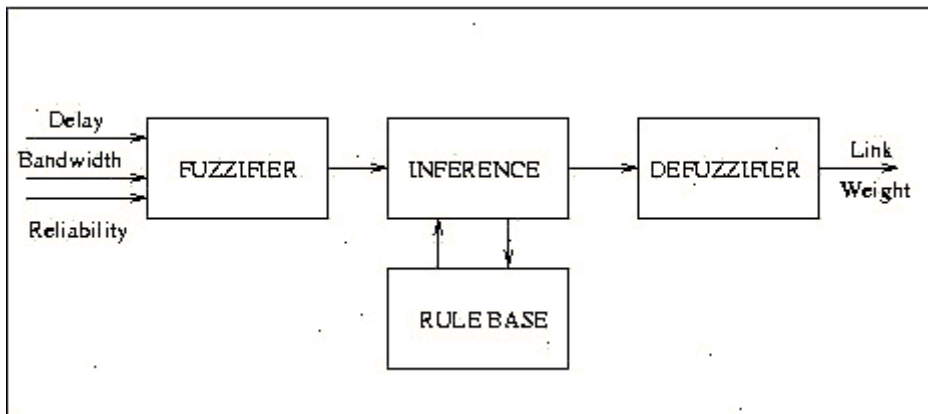 Delay
Bandwidth
Reliability
FUZZIFIER
INFERENCE
DEFUZZIFIER
Link
Weight
RULE BASE